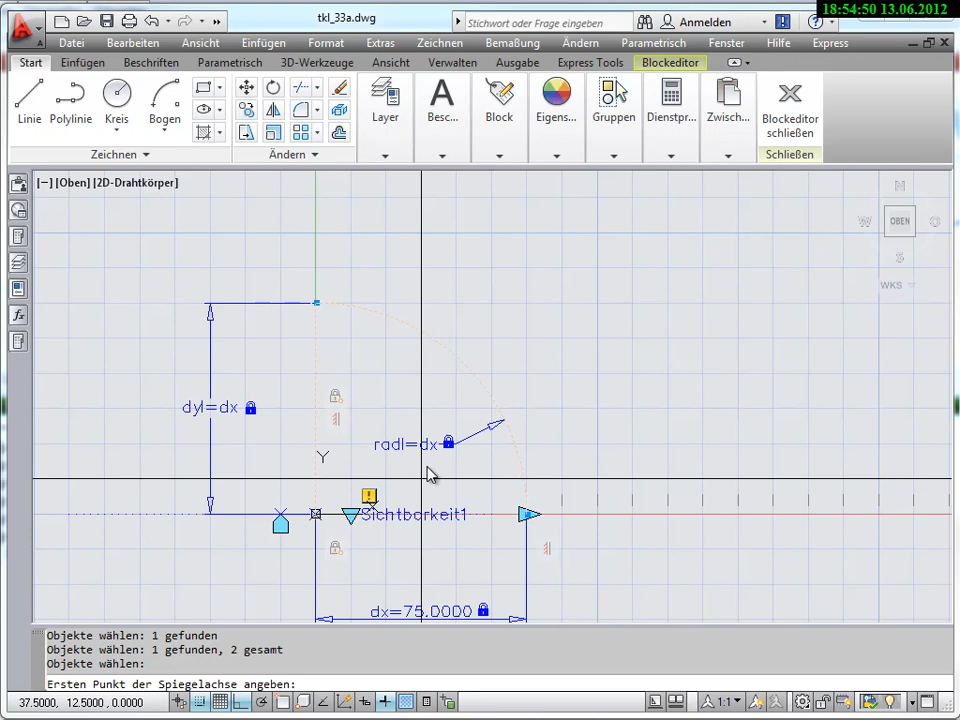 tkl_33a.dwg
Stichwort oder Frage eingeben
Anmelden
18:54:50 13.06.2012
Datei Bearbeiten Ansicht Einfügen Format Extras Zeichnen Bemaßung Ändern Parametrisch Fenster Hilfe Express
Start Einfügen Beschriften Parametrisch 3D-Werkzeuge Ansicht Verwalten Ausgabe Express Tools Blockeditor
Linie Polylinie Kreis Bogen
Layer Besc... Block Eigens... Gruppen Dienstpr... Zwisch... Blockeditor schließen
Zeichnen Ändern Schließen
[−] [Oben] [2D-Drahtkörper]
N
W OBEN O
S
WKS
dyl=dx
radl=dx
Y
Sichtbarkeit1
dx=75.0000
Objekte wählen: 1 gefunden
Objekte wählen: 1 gefunden, 2 gesamt
Objekte wählen:
Ersten Punkt der Spiegelachse angeben:
37.5000, 12.5000, 0.0000
1:1